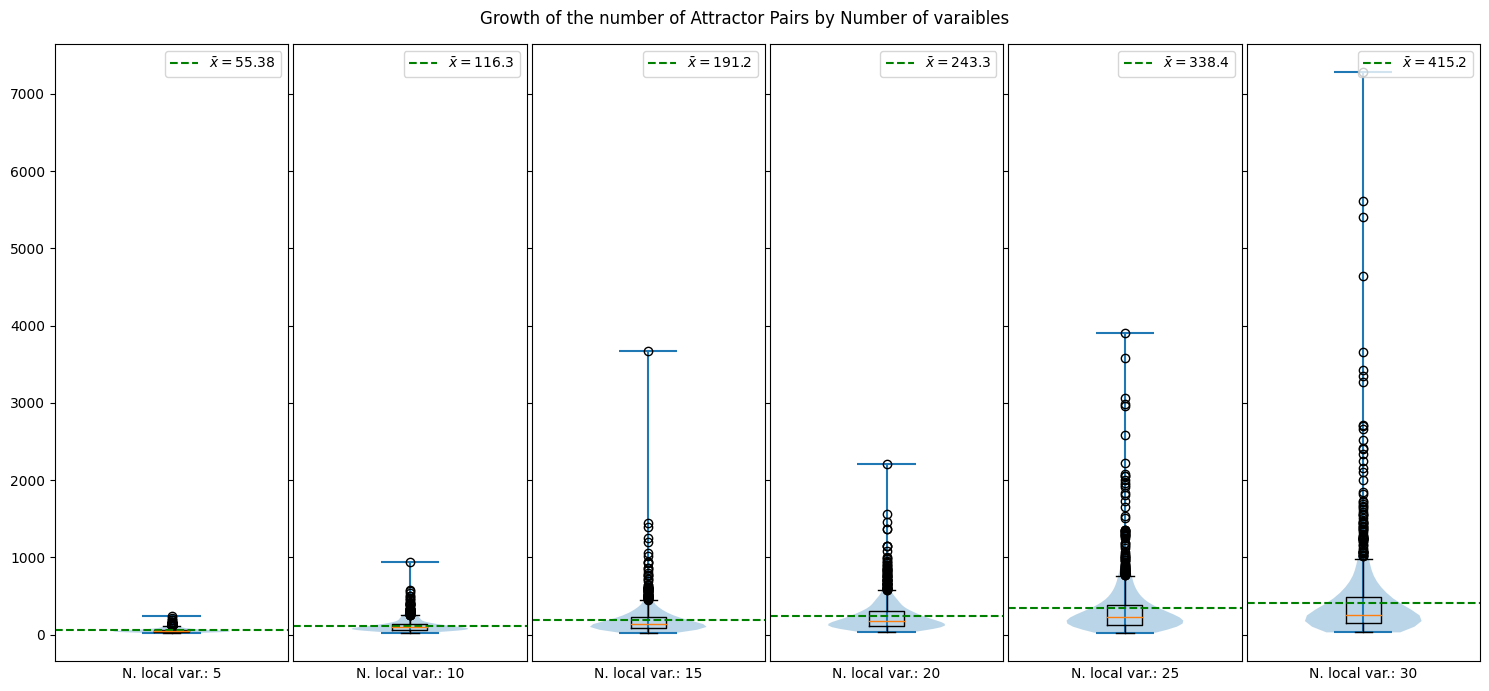 Growth of the number of Attractor Pairs by Number of varaibles
x̄ = 55.38
x̄ = 116.3
x̄ = 191.2
x̄ = 243.3
x̄ = 338.4
x̄ = 415.2
7000
6000
5000
4000
3000
2000
1000
0
N. local var.: 5
N. local var.: 10
N. local var.: 15
N. local var.: 20
N. local var.: 25
N. local var.: 30